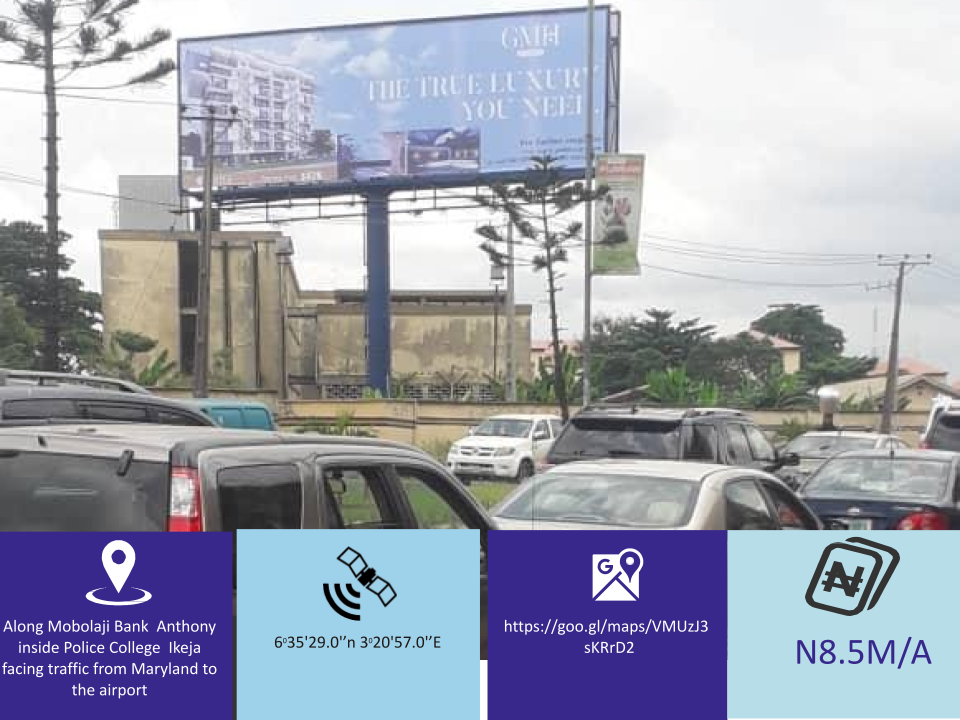 GMH
THE TRUE LUXURY
YOU NEED.
Along Mobolaji Bank Anthony
inside Police College Ikeja
facing traffic from Maryland to
the airport
6º35'29.0'’n 3º20'57.0'’E
G
https://goo.gl/maps/VMUzJ3
sKRrD2
N8.5M/A